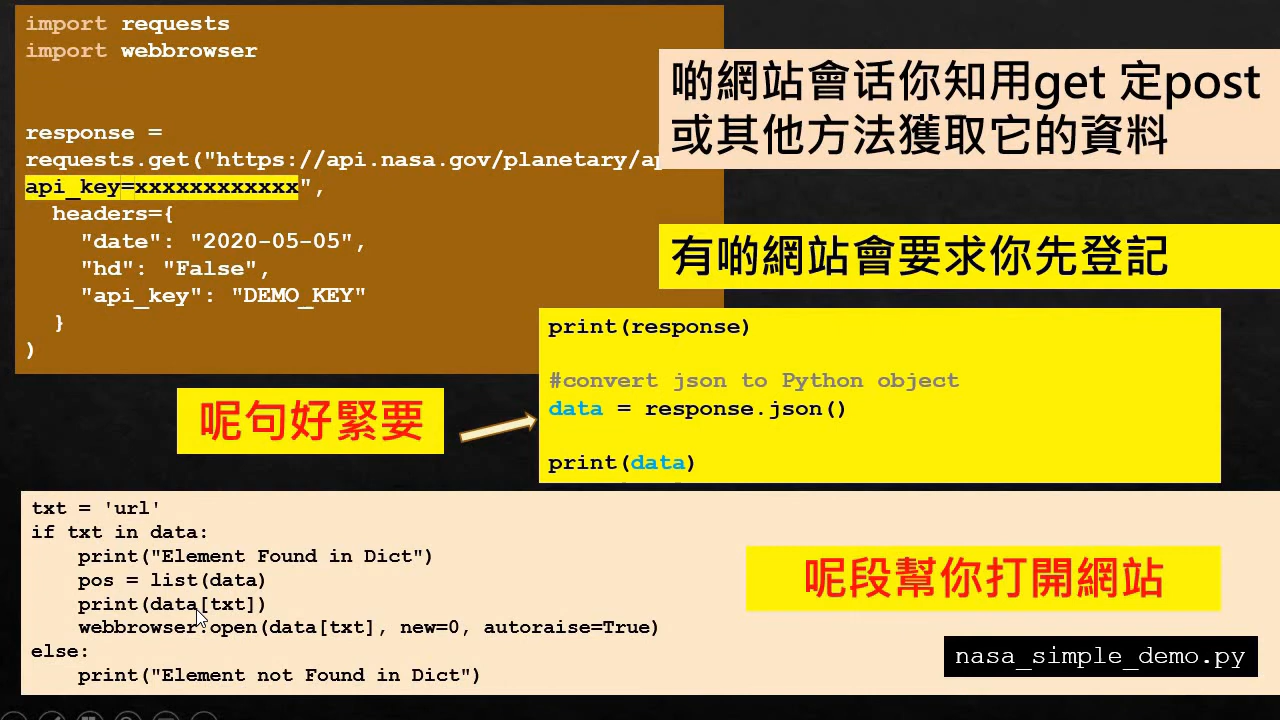 import requests
import webbrowser
response =
requests.get("https://api.nasa.gov/planetary/ap
api_key=xxxxxxxxxxxx",
headers={
"date": "2020-05-05",
"hd": "False",
"api_key": "DEMO_KEY"
}
)
啲網站會话你知用get 定post
或其他方法獲取它的資料
有啲網站會要求你先登記
呢句好緊要
print(response)
#convert json to Python object
data = response.json()
print(data)
txt = 'url'
if txt in data:
print("Element Found in Dict")
pos = list(data)
print(data[txt])
webbrowser.open(data[txt], new=0, autoraise=True)
else:
print("Element not Found in Dict")
呢段幫你打開網站
nasa_simple_demo.py